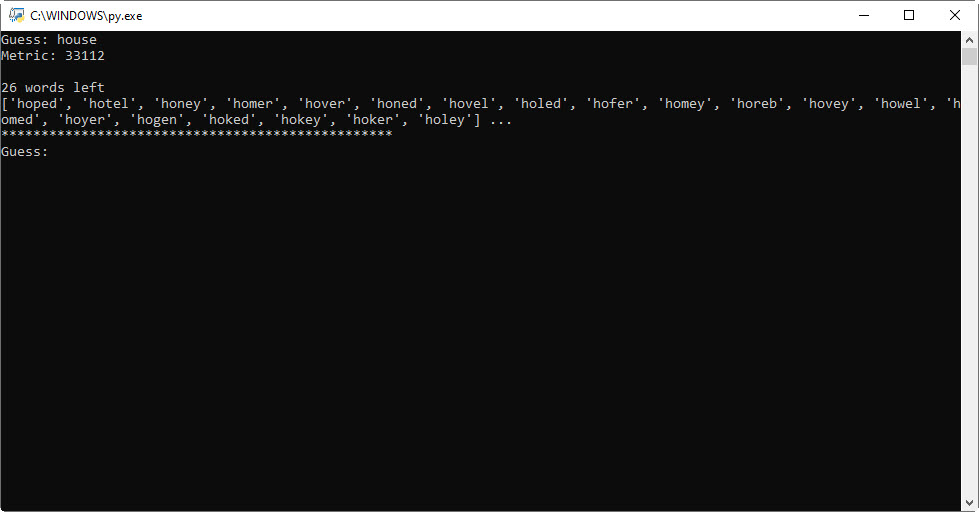 C:\WINDOWS\py.exe
Guess: house
Metric: 33112
26 words left
['hoped', 'hotel', 'honey', 'homer', 'hover', 'honed', 'hovel', 'holed', 'hofer', 'homey', 'horeb', 'hovey', 'howel', 'h
omed', 'hoyer', 'hogen', 'hoked', 'hokey', 'hoker', 'holey'] ...
*************************************************
Guess: